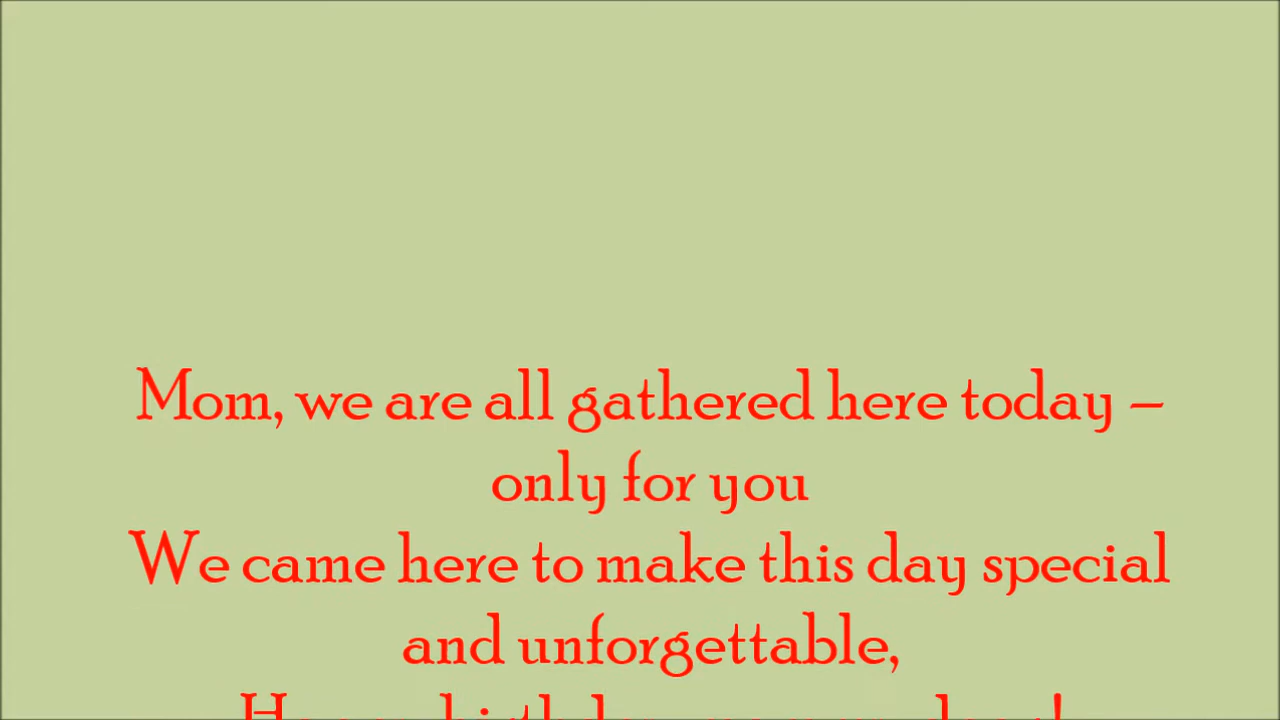 Mom, we are all gathered here today –
only for you
We came here to make this day special
and unforgettable,